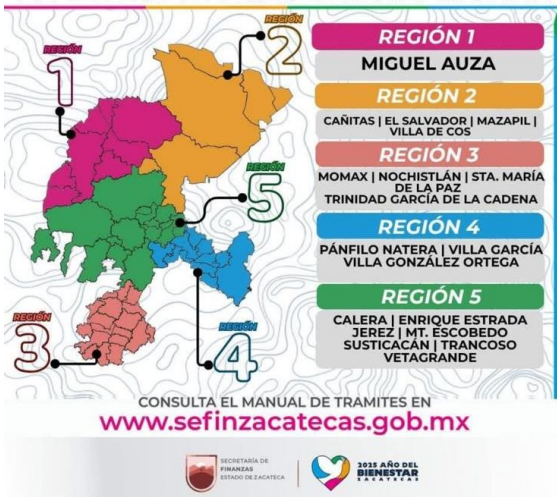 REGIÓN
1
REGIÓN
2
REGIÓN
3
REGIÓN
4
REGIÓN
5
REGIÓN 1
MIGUEL AUZA
REGIÓN 2
CAÑITAS | EL SALVADOR | MAZAPIL |
VILLA DE COS
REGIÓN 3
MOMAX | NOCHISTLÁN | STA. MARÍA
DE LA PAZ
TRINIDAD GARCÍA DE LA CADENA
REGIÓN 4
PÁNFILO NATERA | VILLA GARCÍA
VILLA GONZÁLEZ ORTEGA
REGIÓN 5
CALERA | ENRIQUE ESTRADA
JEREZ | MT. ESCOBEDO
SUSTICACÁN | TRANCOSO
VETAGRANDE
CONSULTA EL MANUAL DE TRAMITES EN
www.sefinzacatecas.gob.mx
SECRETARÍA DE
FINANZAS
ESTADO DE ZACATECA
2025 AÑO DEL
BIENESTAR
ZACATECAS